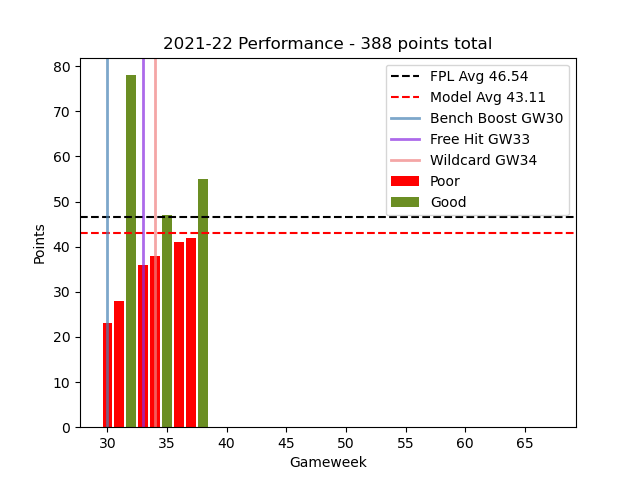 2021-22 Performance - 388 points total
80
70
60
50
40
30
20
10
0
Points
FPL Avg 46.54
Model Avg 43.11
Bench Boost GW30
Free Hit GW33
Wildcard GW34
Poor
Good
30 35 40 45 50 55 60 65
Gameweek